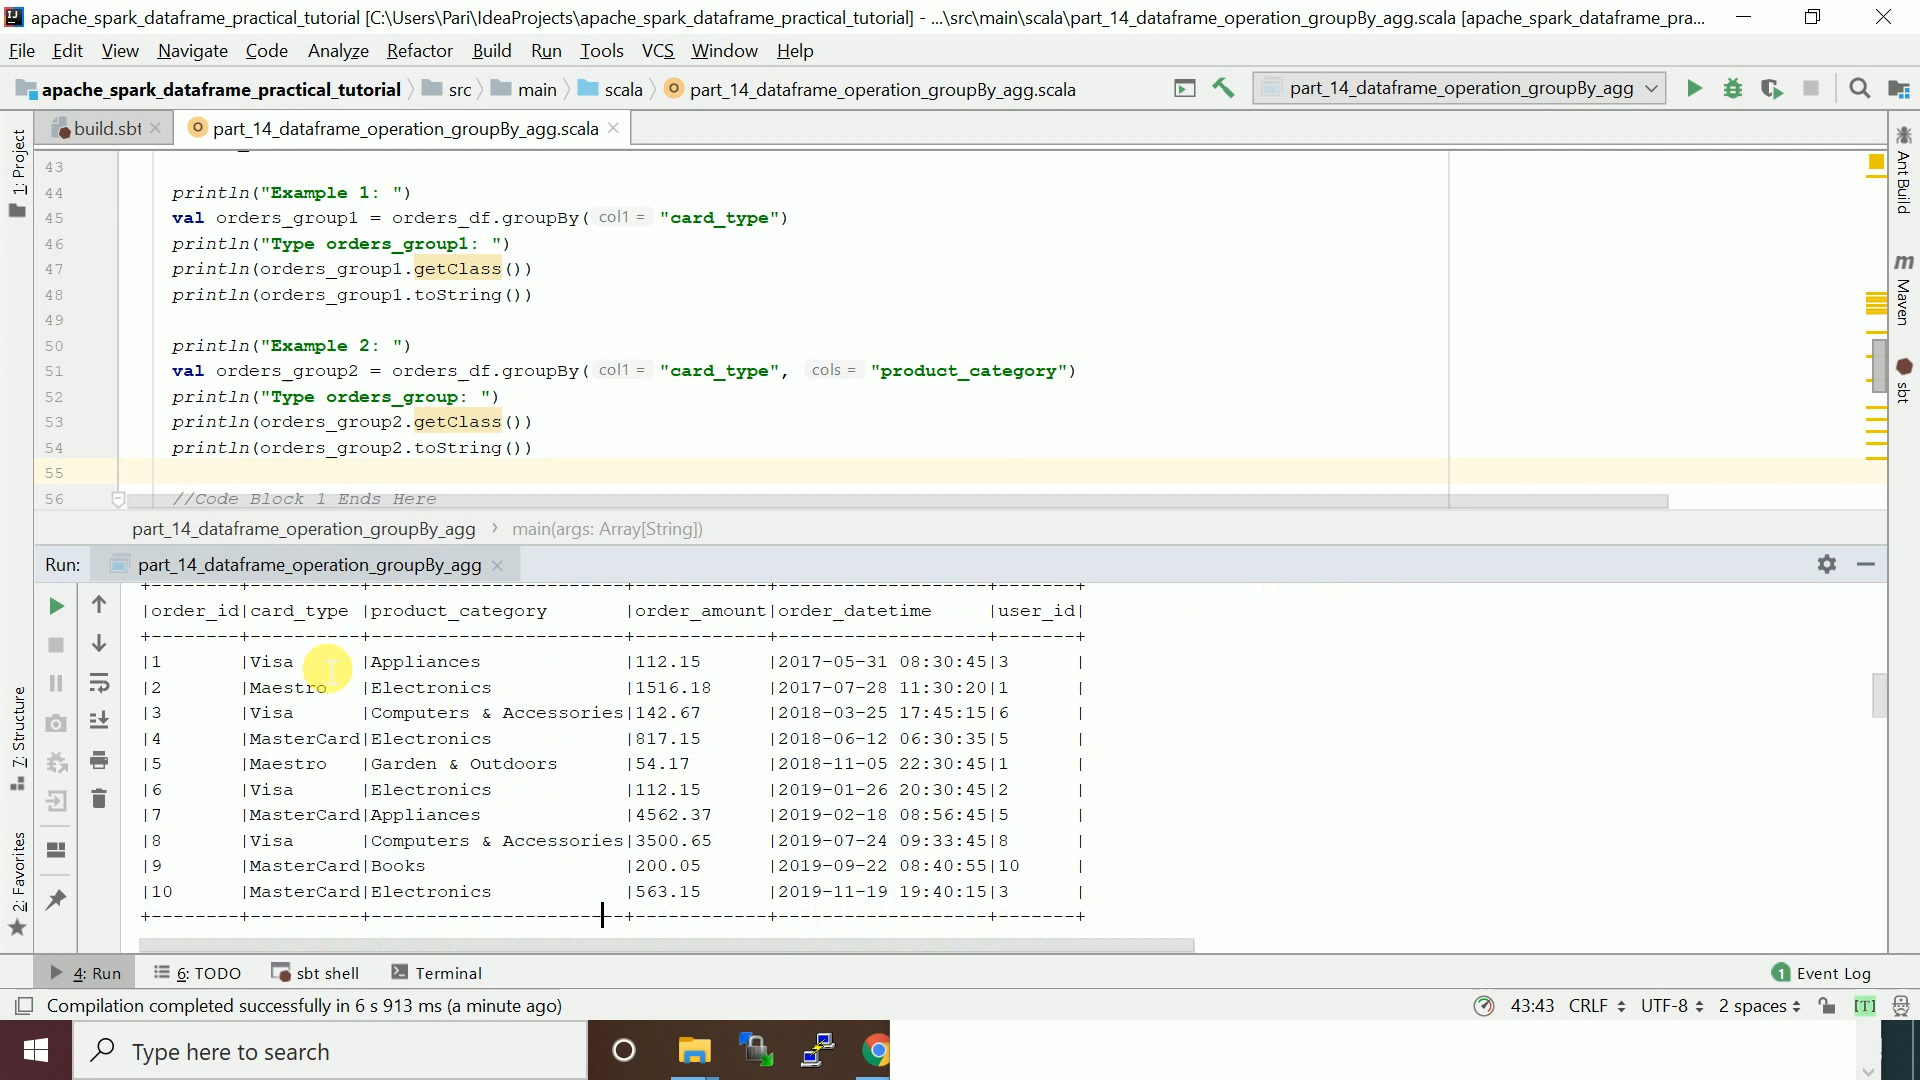 apache_spark_dataframe_practical_tutorial [C:\Users\Pari\IdeaProjects\apache_spark_dataframe_practical_tutorial] - ...\src\main\scala\part_14_dataframe_operation_groupBy_agg.scala [apache_spark_dataframe_pra...
File Edit View Navigate Code Analyze Refactor Build Run Tools VCS Window Help
apache_spark_dataframe_practical_tutorial src main scala part_14_dataframe_operation_groupBy_agg.scala part_14_dataframe_operation_groupBy_agg
build.sbt part_14_dataframe_operation_groupBy_agg.scala
1: Project
7: Structure
2: Favorites
Ant Build
Maven
sbt
43
44 println("Example 1: ")
45 val orders_group1 = orders_df.groupBy( col1 = "card_type")
46 println("Type orders_group1: ")
47 println(orders_group1.getClass())
48 println(orders_group1.toString())
49
50 println("Example 2: ")
51 val orders_group2 = orders_df.groupBy( col1 = "card_type", cols = "product_category")
52 println("Type orders_group: ")
53 println(orders_group2.getClass())
54 println(orders_group2.toString())
55
56 //Code Block 1 Ends Here
part_14_dataframe_operation_groupBy_agg › main(args: Array[String])
Run: part_14_dataframe_operation_groupBy_agg
+--------+----------+----------------------+------------+-------------------+-------+
|order_id|card_type |product_category      |order_amount|order_datetime     |user_id|
+--------+----------+----------------------+------------+-------------------+-------+
|1       |Visa      |Appliances            |112.15      |2017-05-31 08:30:45|3      |
|2       |Maestro   |Electronics           |1516.18     |2017-07-28 11:30:20|1      |
|3       |Visa      |Computers & Accessories|142.67      |2018-03-25 17:45:15|6      |
|4       |MasterCard|Electronics           |817.15      |2018-06-12 06:30:35|5      |
|5       |Maestro   |Garden & Outdoors     |54.17       |2018-11-05 22:30:45|1      |
|6       |Visa      |Electronics           |112.15      |2019-01-26 20:30:45|2      |
|7       |MasterCard|Appliances            |4562.37     |2019-02-18 08:56:45|5      |
|8       |Visa      |Computers & Accessories|3500.65     |2019-07-24 09:33:45|8      |
|9       |MasterCard|Books                 |200.05      |2019-09-22 08:40:55|10     |
|10      |MasterCard|Electronics           |563.15      |2019-11-19 19:40:15|3      |
+--------+----------+----------------------+------------+-------------------+-------+
4: Run 6: TODO sbt shell Terminal 1 Event Log
Compilation completed successfully in 6 s 913 ms (a minute ago) 43:43 CRLF UTF-8 2 spaces [T]
Type here to search